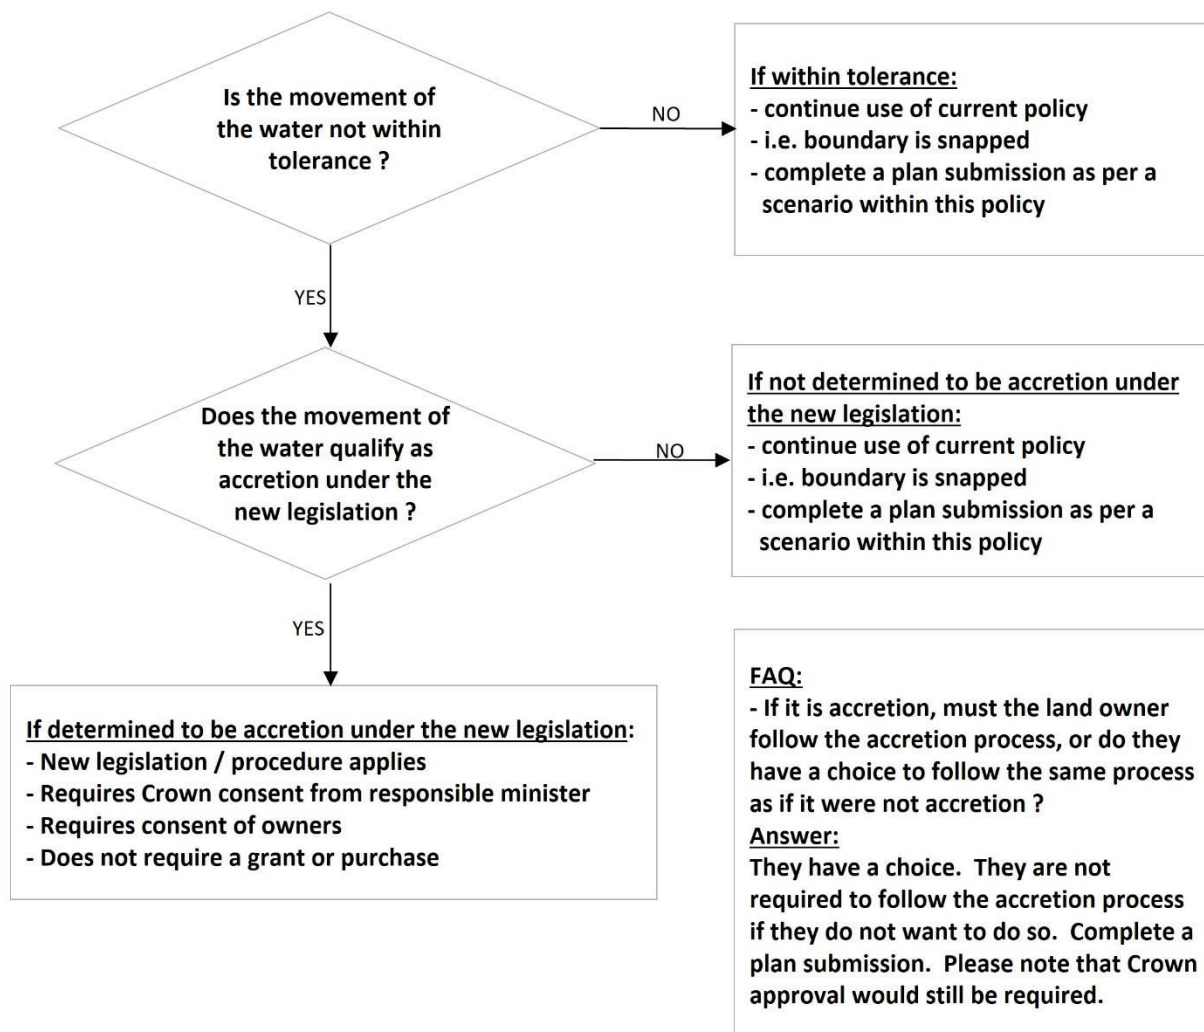 Is the movement of
the water not within
tolerance ?
NO
If within tolerance:
- continue use of current policy
- i.e. boundary is snapped
- complete a plan submission as per a
scenario within this policy
YES
Does the movement of
the water qualify as
accretion under the
new legislation ?
NO
If not determined to be accretion under
the new legislation:
- continue use of current policy
- i.e. boundary is snapped
- complete a plan submission as per a
scenario within this policy
YES
If determined to be accretion under the new legislation:
- New legislation / procedure applies
- Requires Crown consent from responsible minister
- Requires consent of owners
- Does not require a grant or purchase
FAQ:
- If it is accretion, must the land owner
follow the accretion process, or do they
have a choice to follow the same process
as if it were not accretion ?
Answer:
They have a choice.  They are not
required to follow the accretion process
if they do not want to do so.  Complete a
plan submission.  Please note that Crown
approval would still be required.